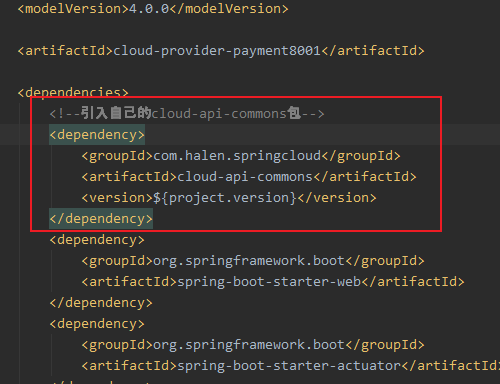 <modelVersion>4.0.0</modelVersion>
<artifactId>cloud-provider-payment8001</artifactId>
<dependencies>
<!--引入自己的cloud-api-commons包-->
<dependency>
<groupId>com.halen.springcloud</groupId>
<artifactId>cloud-api-commons</artifactId>
<version>${project.version}</version>
</dependency>
<dependency>
<groupId>org.springframework.boot</groupId>
<artifactId>spring-boot-starter-web</artifactId>
</dependency>
<dependency>
<groupId>org.springframework.boot</groupId>
<artifactId>spring-boot-starter-actuator</artifactId
</dependency>